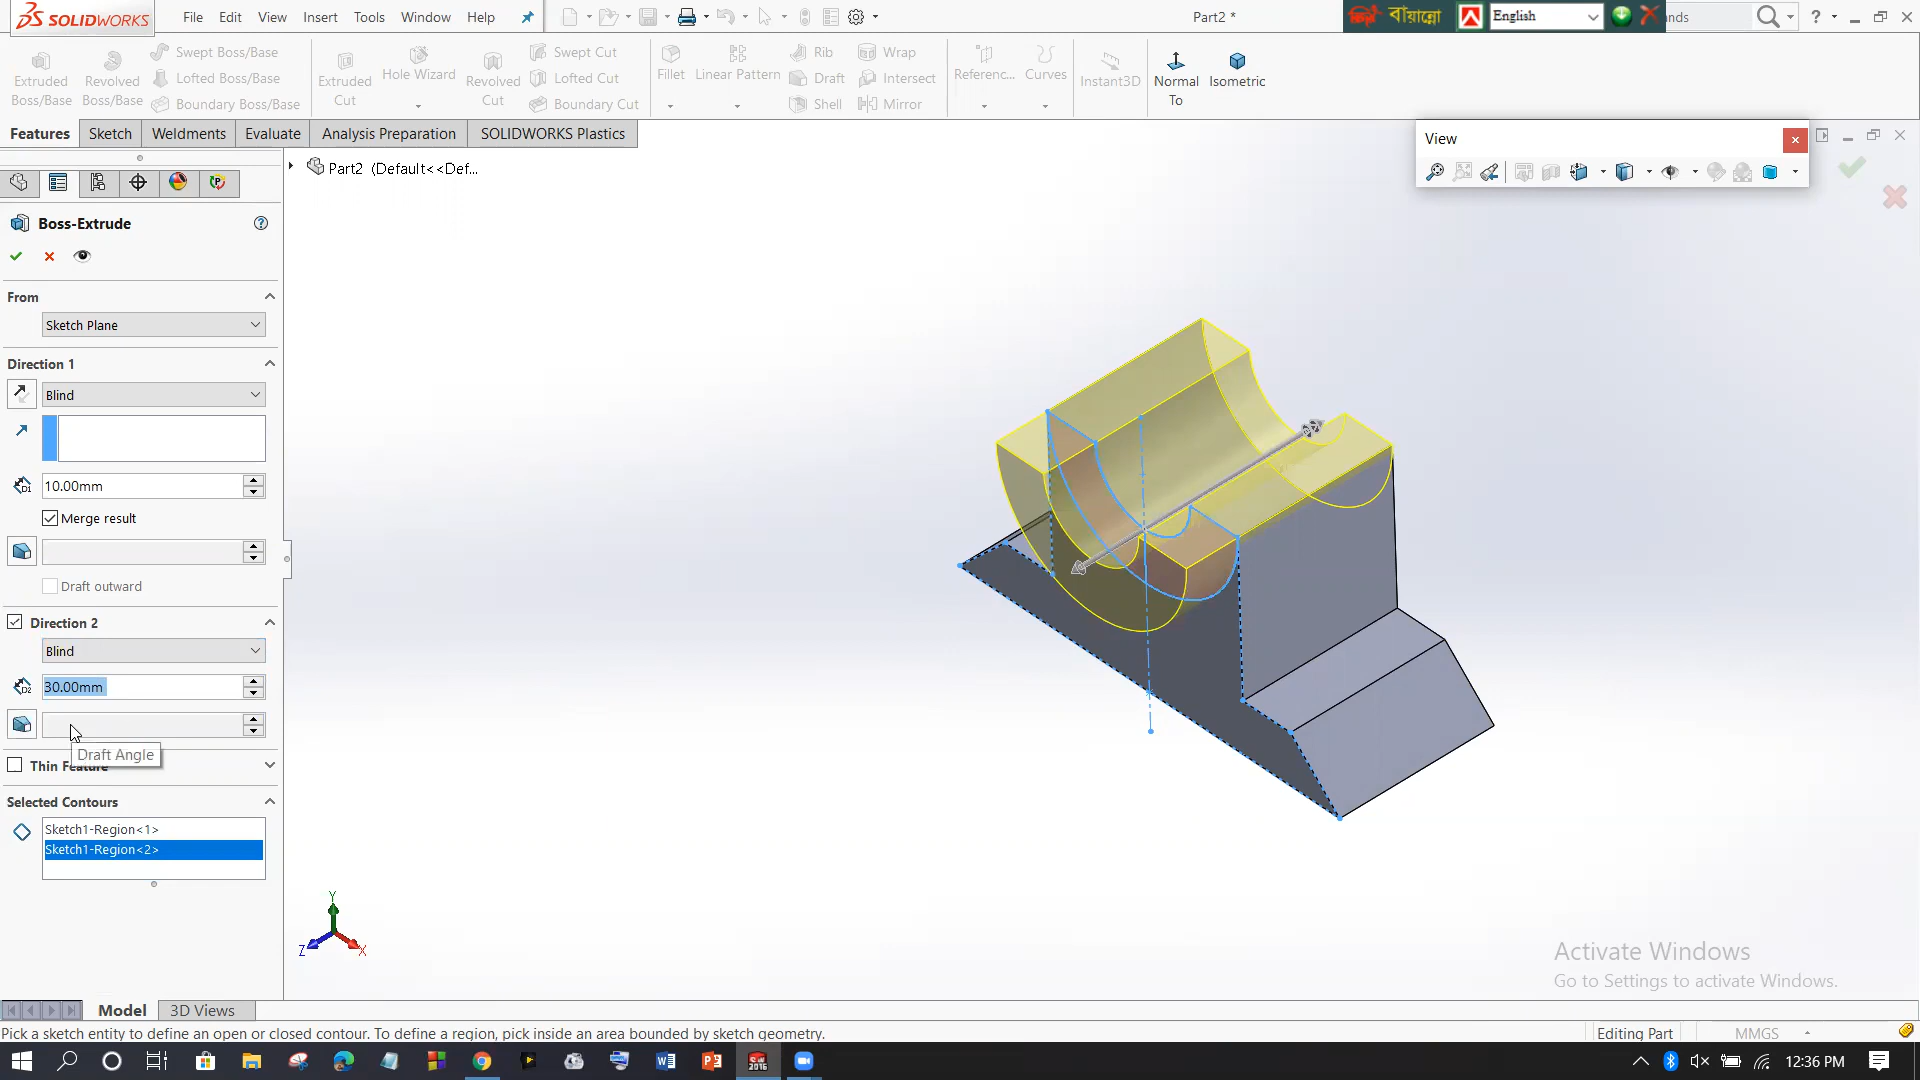 SOLIDWORKS
File
Edit
View
Insert
Tools
Window
Help
Part2 *
বায়ান্নো
English
nds
Extruded Boss/Base
Revolved Boss/Base
Swept Boss/Base
Lofted Boss/Base
Boundary Boss/Base
Extruded Cut
Hole Wizard
Revolved Cut
Swept Cut
Lofted Cut
Boundary Cut
Fillet
Linear Pattern
Rib
Draft
Shell
Wrap
Intersect
Mirror
Referenc...
Curves
Instant3D
Normal To
Isometric
Features
Sketch
Weldments
Evaluate
Analysis Preparation
SOLIDWORKS Plastics
View
Part2 (Default<<Def...
Boss-Extrude
From
Sketch Plane
Direction 1
Blind
D1
10.00mm
Merge result
Draft outward
Direction 2
Blind
D2
30.00mm
Draft Angle
Thin Feature
Selected Contours
Sketch1-Region<1>
Sketch1-Region<2>
Y
Z
X
Activate Windows
Go to Settings to activate Windows.
Model
3D Views
Pick a sketch entity to define an open or closed contour. To define a region, pick inside an area bounded by sketch geometry.
Editing Part
MMGS
12:36 PM